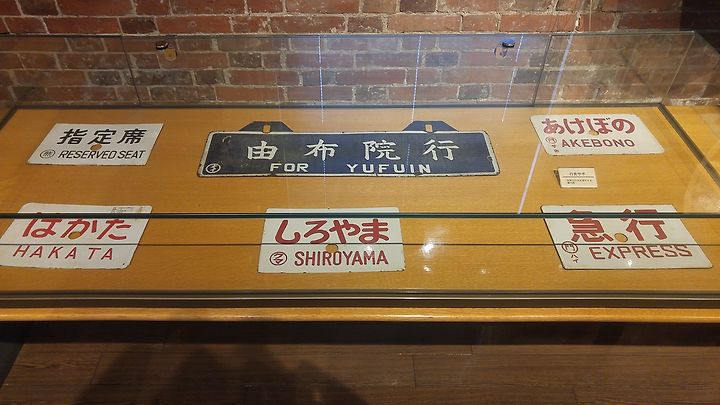 指定席
RESERVED SEAT
由布院行
FOR YUFUIN
あけぼの
AKEBONO
はかた
HAKATA
しろやま
SHIROYAMA
急行
EXPRESS